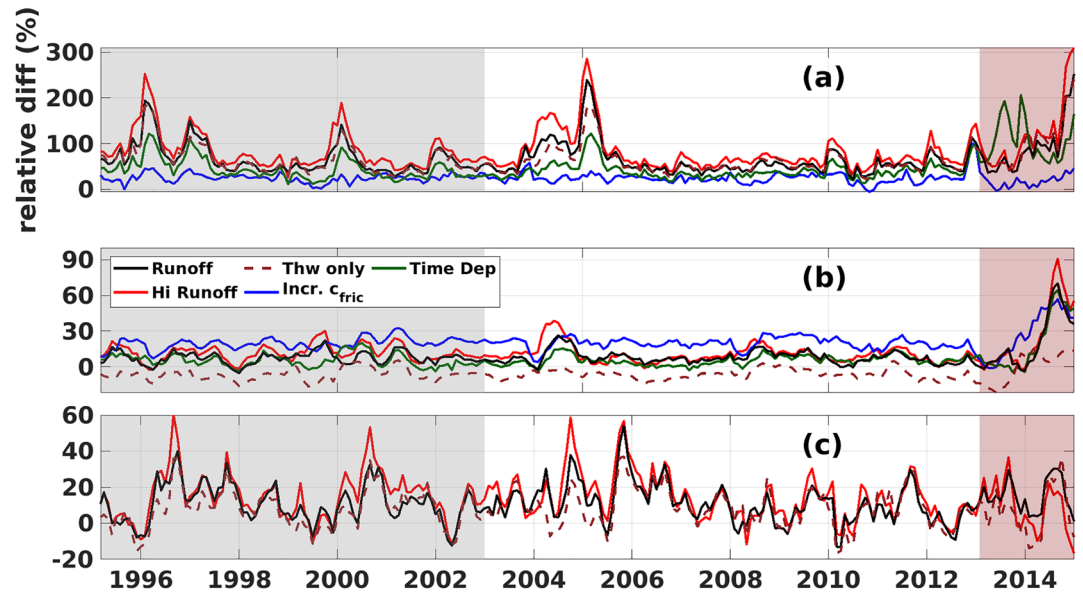 relative diff (%)
300
200
100
0
(a)
90
60
30
0
Runoff Thw only Time Dep
Hi Runoff Incr. c_fric
(b)
60
40
20
0
-20
(c)
1996 1998 2000 2002 2004 2006 2008 2010 2012 2014